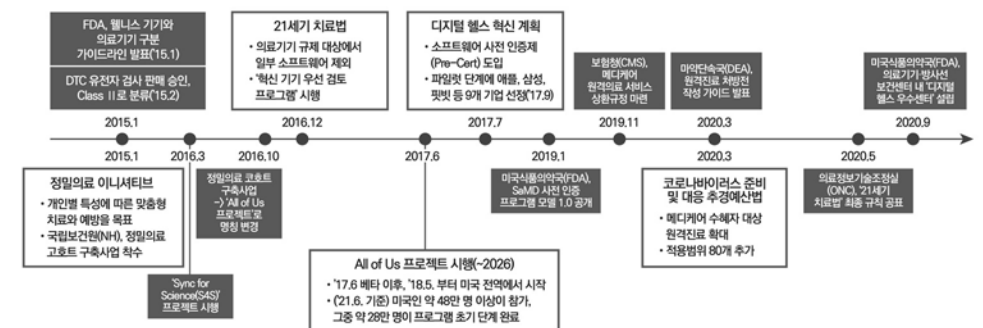 FDA, 웰니스 기기와
의료기기 구분
가이드라인 발표('15.1)
DTC 유전자 검사 판매 승인,
Class II로 분류('15.2)
21세기 치료법
• 의료기기 규제 대상에서
일부 소프트웨어 제외
• '혁신 기기 우선 검토
프로그램' 시행
디지털 헬스 혁신 계획
• 소프트웨어 사전 인증제
(Pre-Cert) 도입
• 파일럿 단계에 애플, 삼성,
핏빗 등 9개 기업 선정('17.9)
보험청(CMS),
메디케어
원격의료 서비스
상환규정 마련
마약단속국(DEA),
원격진료 처방전
작성 가이드 발표
미국식품의약국(FDA),
의료기기·방사선
보건센터 내 '디지털
헬스 우수센터' 설립
2015.1
2016.12
2017.7
2019.11
2020.3
2020.9
2015.1
2016.3
2016.10
2017.6
2019.1
2020.3
2020.5
정밀의료 이니셔티브
• 개인별 특성에 따른 맞춤형
치료와 예방을 목표
• 국립보건원(NH), 정밀의료
고호트 구축사업 착수
'Sync for
Science(S4S)'
프로젝트 시행
정밀의료 코호트
구축사업
-> 'All of Us
프로젝트'로
명칭 변경
All of Us 프로젝트 시행(~2026)
• '17.6 베타 이후, '18.5. 부터 미국 전역에서 시작
• ('21.6. 기준) 미국인 약 48만 명 이상이 참가,
그중 약 28만 명이 프로그램 초기 단계 완료
미국식품의약국(FDA),
SaMD 사전 인증
프로그램 모델 1.0 공개
코로나바이러스 준비
및 대응 추경예산법
• 메디케어 수혜자 대상
원격진료 확대
• 적용범위 80개 추가
의료정보기술조정실
(ONC), '21세기
치료법' 최종 규칙 공표